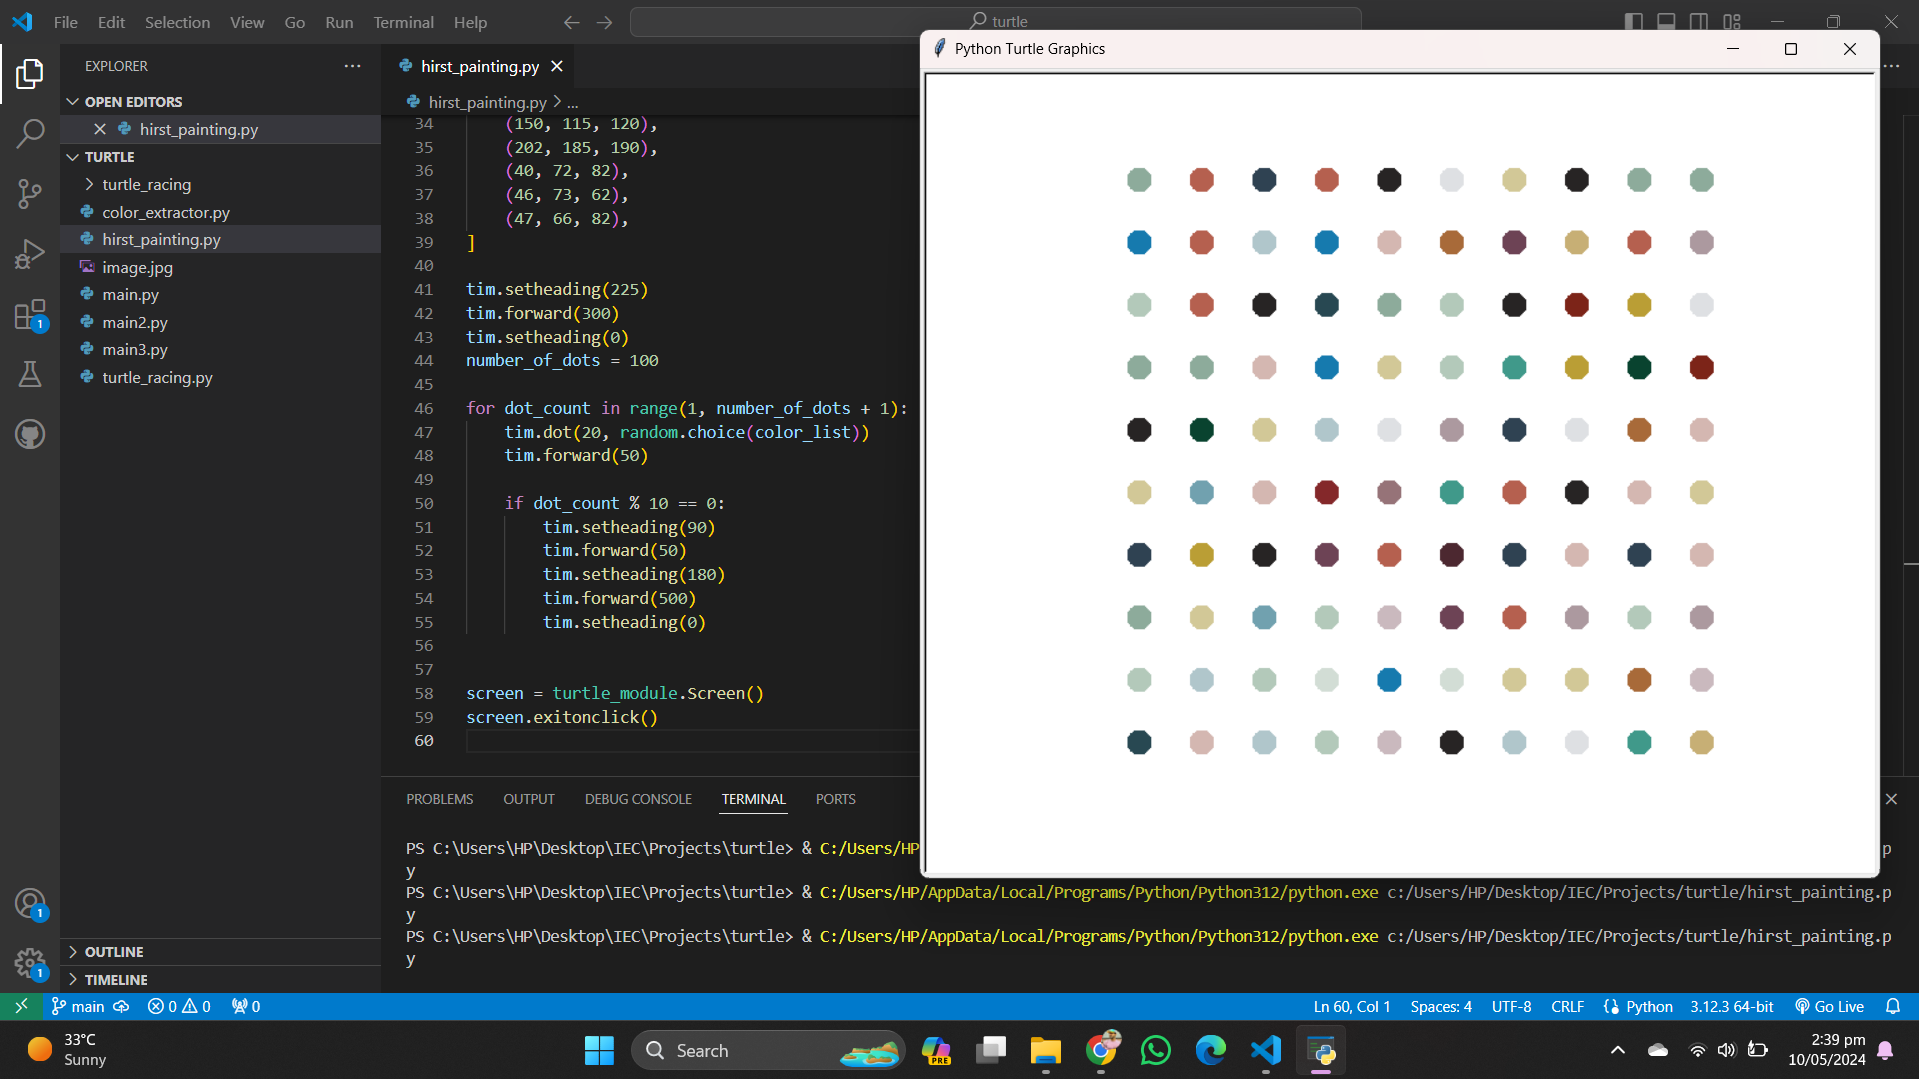 File Edit Selection View Go Run Terminal Help
turtle
EXPLORER
OPEN EDITORS
hirst_painting.py
TURTLE
turtle_racing
color_extractor.py
hirst_painting.py
image.jpg
main.py
main2.py
main3.py
turtle_racing.py
OUTLINE
TIMELINE
hirst_painting.py
hirst_painting.py > ...
34 (150, 115, 120),
35 (202, 185, 190),
36 (40, 72, 82),
37 (46, 73, 62),
38 (47, 66, 82),
39 ]
40
41 tim.setheading(225)
42 tim.forward(300)
43 tim.setheading(0)
44 number_of_dots = 100
45
46 for dot_count in range(1, number_of_dots + 1):
47 tim.dot(20, random.choice(color_list))
48 tim.forward(50)
49
50 if dot_count % 10 == 0:
51 tim.setheading(90)
52 tim.forward(50)
53 tim.setheading(180)
54 tim.forward(500)
55 tim.setheading(0)
56
57
58 screen = turtle_module.Screen()
59 screen.exitonclick()
60
Python Turtle Graphics
PROBLEMS OUTPUT DEBUG CONSOLE TERMINAL PORTS
PS C:\Users\HP\Desktop\IEC\Projects\turtle> & C:/Users/HP p
y
PS C:\Users\HP\Desktop\IEC\Projects\turtle> & C:/Users/HP/AppData/Local/Programs/Python/Python312/python.exe c:/Users/HP/Desktop/IEC/Projects/turtle/hirst_painting.p
y
PS C:\Users\HP\Desktop\IEC\Projects\turtle> & C:/Users/HP/AppData/Local/Programs/Python/Python312/python.exe c:/Users/HP/Desktop/IEC/Projects/turtle/hirst_painting.p
y
1
1
1
main 0 0 0 Ln 60, Col 1 Spaces: 4 UTF-8 CRLF Python 3.12.3 64-bit Go Live
33°C
Sunny
Search
PRE
2:39 pm
10/05/2024